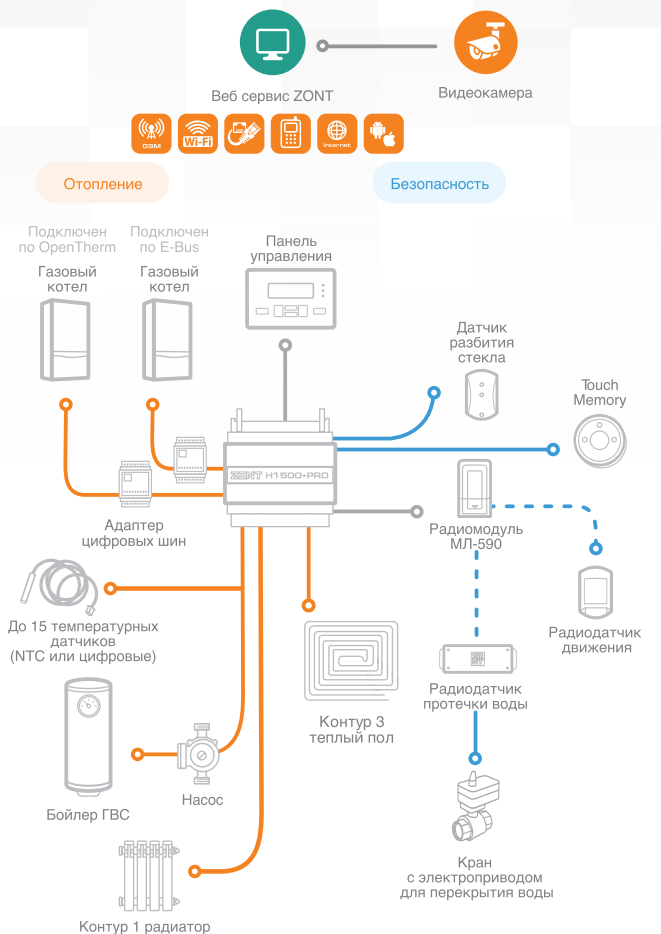 Веб сервис ZONT
Видеокамера
GSM
Wi-Fi
internet
Отопление
Безопасность
Подключен
по OpenTherm
Газовый
котел
Подключен
по E-Bus
Газовый
котел
Панель
управления
Датчик
разбития
стекла
Touch
Memory
ZONT H1500+PRO
Адаптер
цифровых шин
Радиомодуль
МЛ-590
Радиодатчик
движения
До 15 температурных
датчиков
(NTC или цифровые)
Радиодатчик
протечки воды
Контур 3
теплый пол
Насос
Бойлер ГВС
Кран
с электроприводом
для перекрытия воды
Контур 1 радиатор